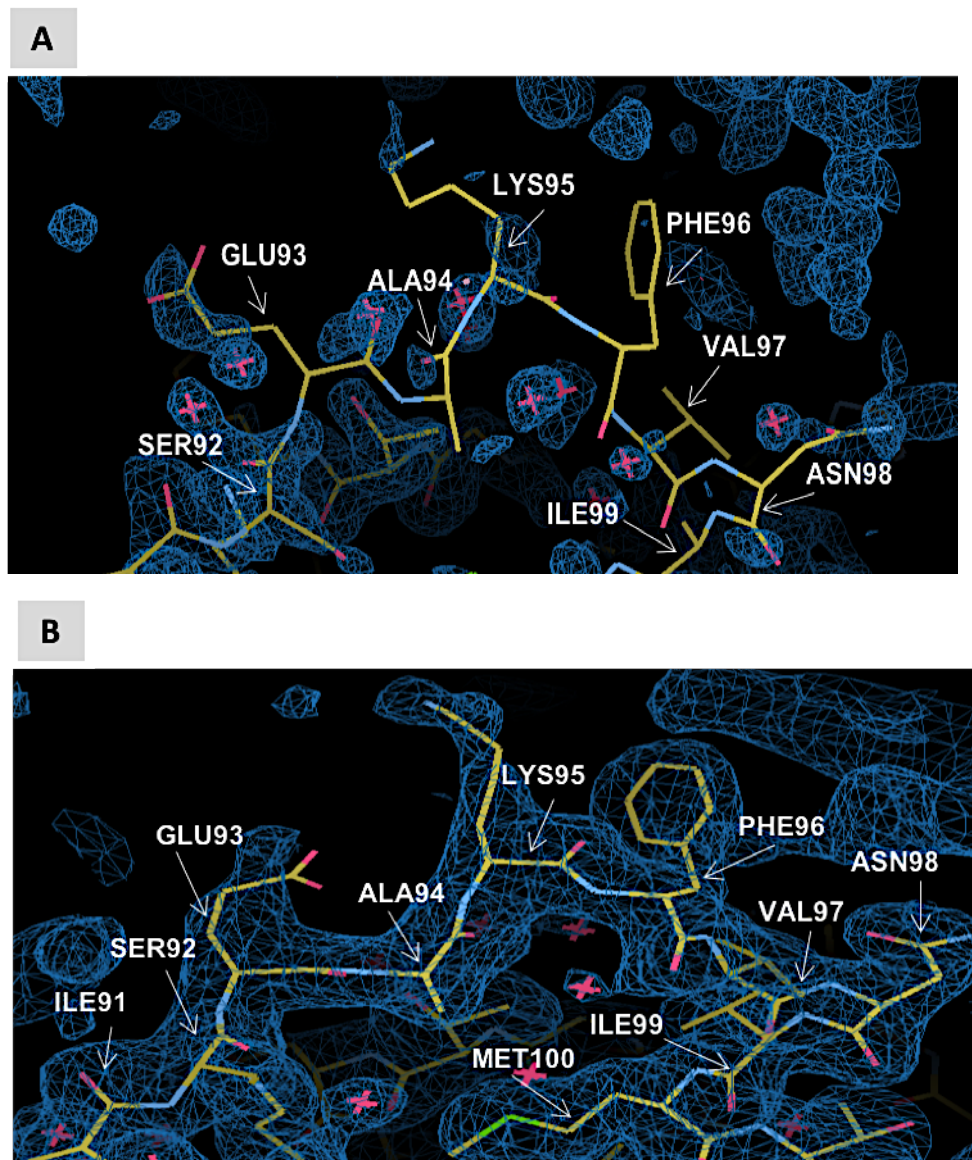 A
LYS95
PHE96
GLU93
ALA94
VAL97
SER92
ASN98
ILE99
B
LYS95
GLU93
PHE96
ASN98
ALA94
VAL97
SER92
ILE91
ILE99
MET100